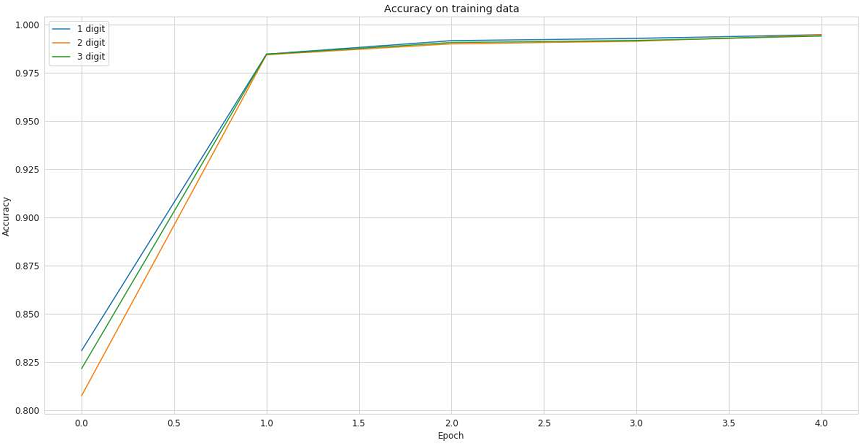 Accuracy on training data
1 digit
2 digit
3 digit
Accuracy
1.000
0.975
0.950
0.925
0.900
0.875
0.850
0.825
0.800
0.0 0.5 1.0 1.5 2.0 2.5 3.0 3.5 4.0
Epoch